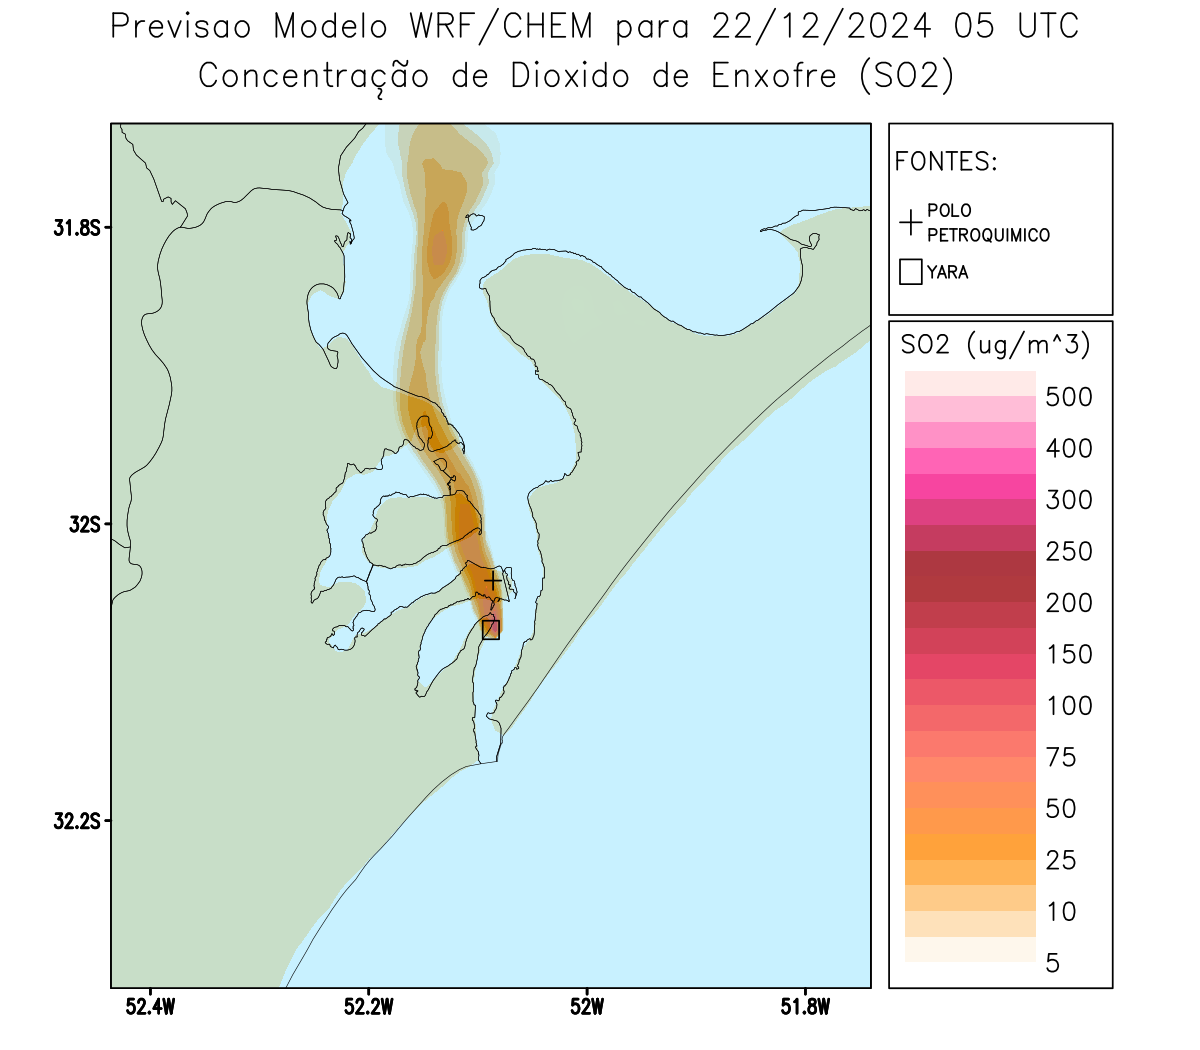 Previsao Modelo WRF/CHEM para 22/12/2024 05 UTC
Concentração de Dioxido de Enxofre (SO2)
FONTES:
POLO
PETROQUIMICO
YARA
SO2 (ug/m^3)
500
400
300
250
200
150
100
75
50
25
10
5
31.8S
32S
32.2S
52.4W
52.2W
52W
51.8W